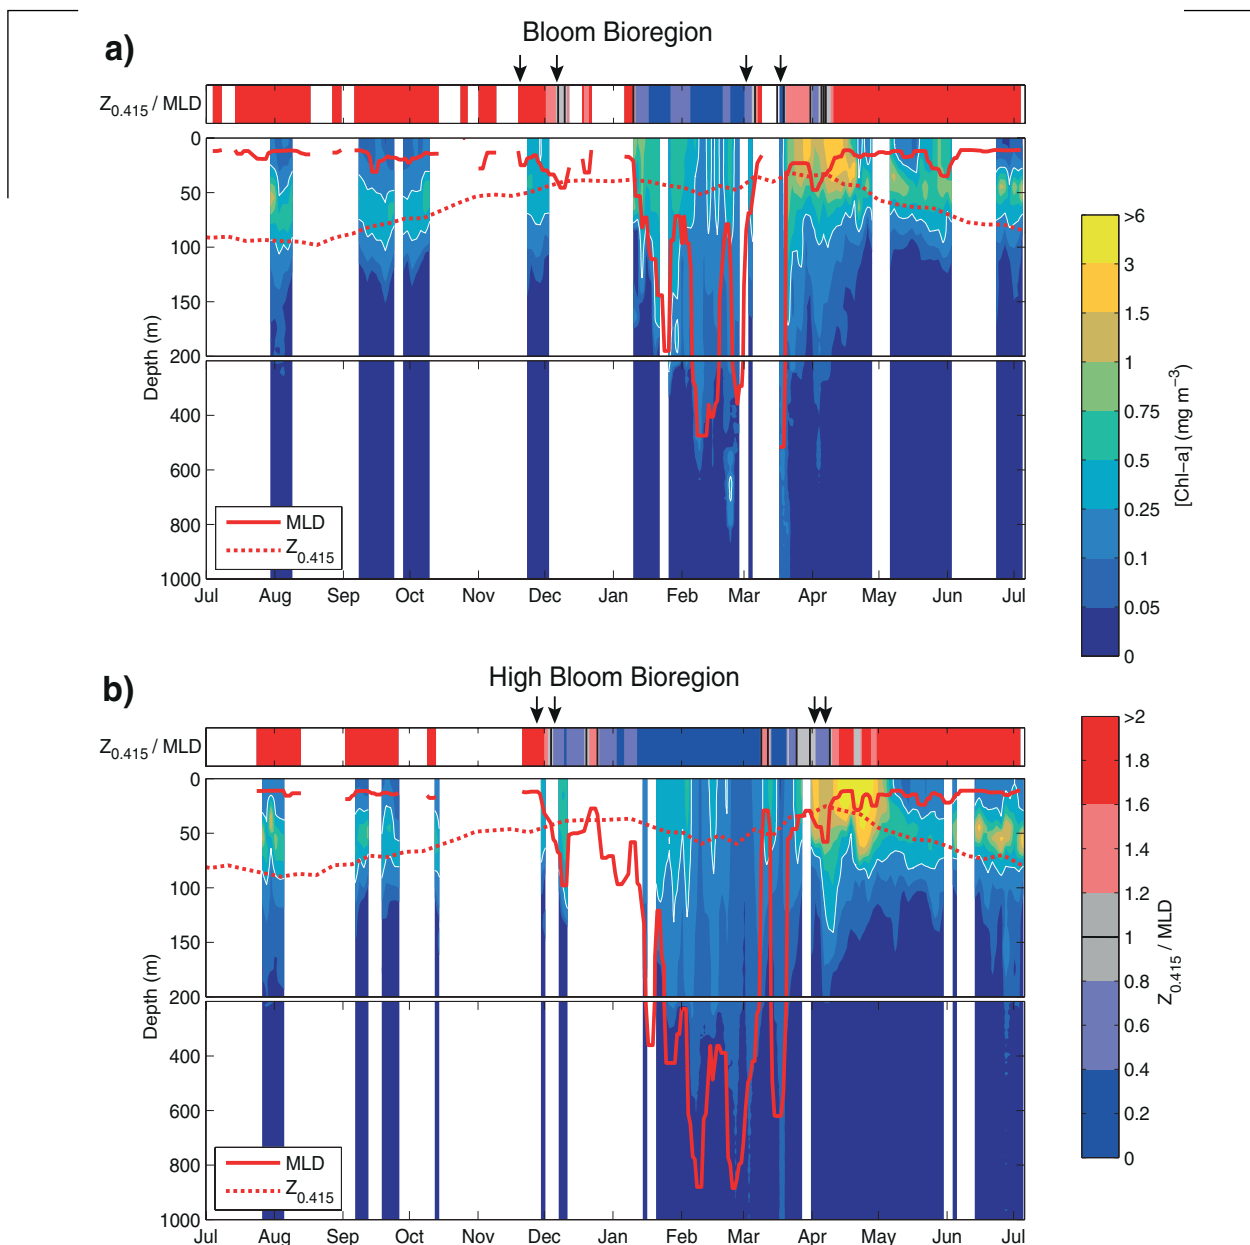 a)
Bloom Bioregion
Z0.415 / MLD
0
50
100
150
200
400
600
800
1000
Depth (m)
MLD
Z0.415
Jul Aug Sep Oct Nov Dec Jan Feb Mar Apr May Jun Jul
>6
3
1.5
1
0.75
0.5
0.25
0.1
0.05
0
[Chl–a] (mg m−3)
b)
High Bloom Bioregion
Z0.415 / MLD
0
50
100
150
200
400
600
800
1000
Depth (m)
MLD
Z0.415
Jul Aug Sep Oct Nov Dec Jan Feb Mar Apr May Jun Jul
>2
1.8
1.6
1.4
1.2
1
0.8
0.6
0.4
0.2
0
Z0.415 / MLD